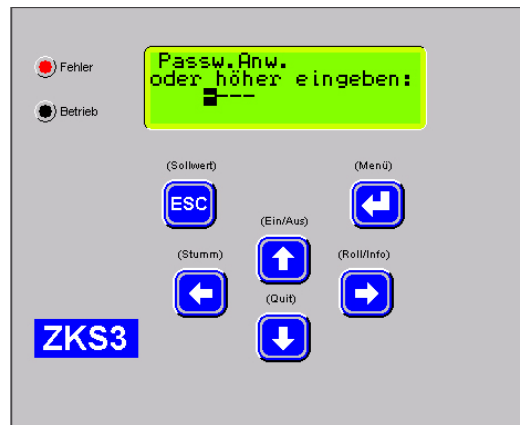 Passw.Anw.
oder höher eingeben:
----
Fehler
Betrieb
(Sollwert)
(Menü)
ESC
(Ein/Aus)
(Stumm)
(Roll/Info)
(Quit)
ZKS3